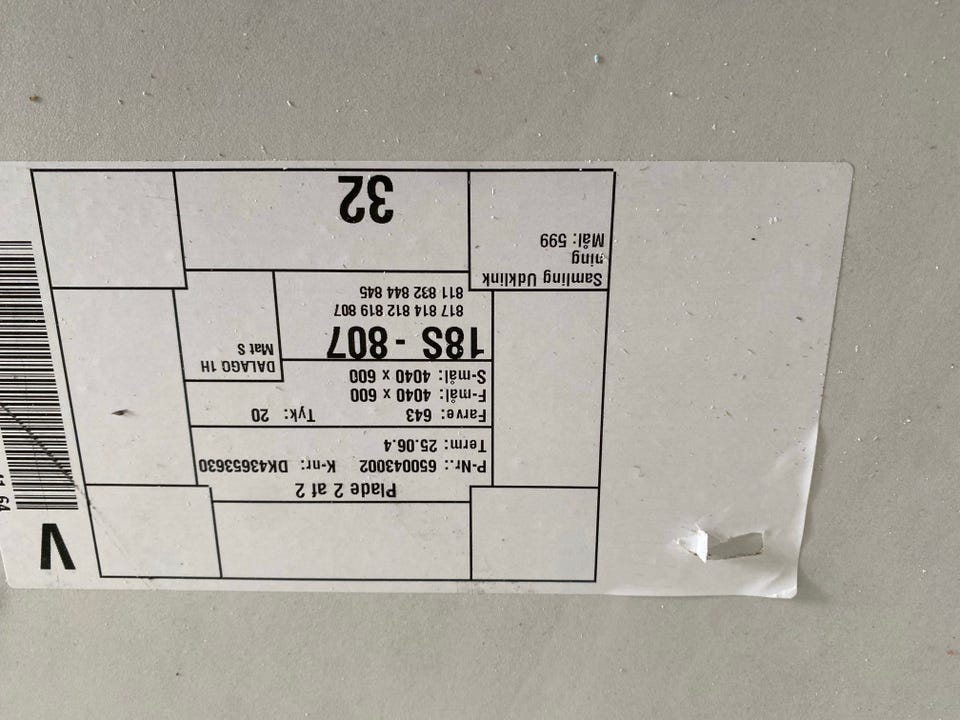 Plade 2 af 2
P-Nr.: 650043002 K-nr: DK43653630
Term: 25.06.4
Farve: 643 Tyk: 20
F-mål: 4040 x 600
S-mål: 4040 x 600
DALAGO 1H
Mat S
18S - 807
817 814 812 819 807
811 832 844 845
Samling Udklink
ning
Mål: 599
32
V